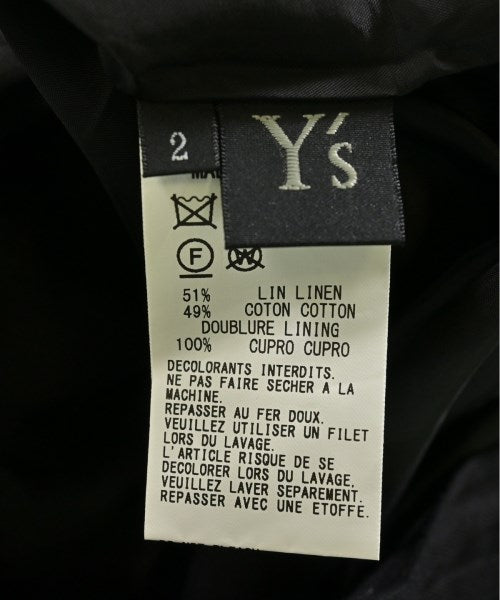 2
Y's
F
W
51% LIN LINEN
49% COTON COTTON
DOUBLURE LINING
100% CUPRO CUPRO
DECOLORANTS INTERDITS.
NE PAS FAIRE SECHER A LA
MACHINE.
REPASSER AU FER DOUX.
VEUILLEZ UTILISER UN FILET
LORS DU LAVAGE.
L'ARTICLE RISQUE DE SE
DECOLORER LORS DU LAVAGE,
VEUILLEZ LAVER SEPAREMENT.
REPASSER AVEC UNE ETOFFE.